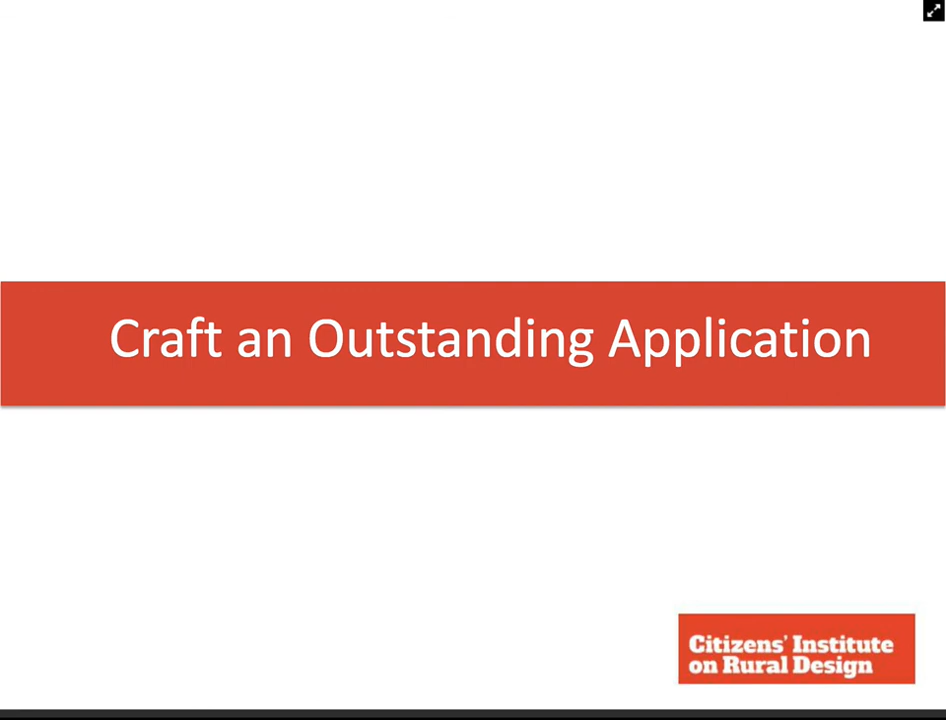 Craft an Outstanding Application
Citizens' Institute
on Rural Design